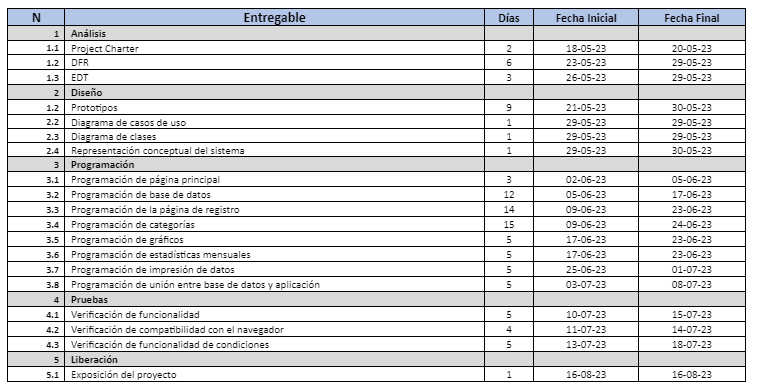 N Entregable Días Fecha Inicial Fecha Final
1 Análisis
1.1 Project Charter 2 18-05-23 20-05-23
1.2 DFR 6 23-05-23 29-05-23
1.3 EDT 3 26-05-23 29-05-23
2 Diseño
1.2 Prototipos 9 21-05-23 30-05-23
2.2 Diagrama de casos de uso 1 29-05-23 29-05-23
2.3 Diagrama de clases 1 29-05-23 29-05-23
2.4 Representación conceptual del sistema 1 29-05-23 30-05-23
3 Programación
3.1 Programación de página principal 3 02-06-23 05-06-23
3.2 Programación de base de datos 12 05-06-23 17-06-23
3.3 Programación de la página de registro 14 09-06-23 23-06-23
3.4 Programación de categorías 15 09-06-23 24-06-23
3.5 Programación de gráficos 5 17-06-23 23-06-23
3.6 Programación de estadísticas mensuales 5 17-06-23 23-06-23
3.7 Programación de impresión de datos 5 25-06-23 01-07-23
3.8 Programación de unión entre base de datos y aplicación 5 03-07-23 08-07-23
4 Pruebas
4.1 Verificación de funcionalidad 5 10-07-23 15-07-23
4.2 Verificación de compatibilidad con el navegador 4 11-07-23 14-07-23
4.3 Verificación de funcionalidad de condiciones 5 13-07-23 18-07-23
5 Liberación
5.1 Exposición del proyecto 1 16-08-23 16-08-23